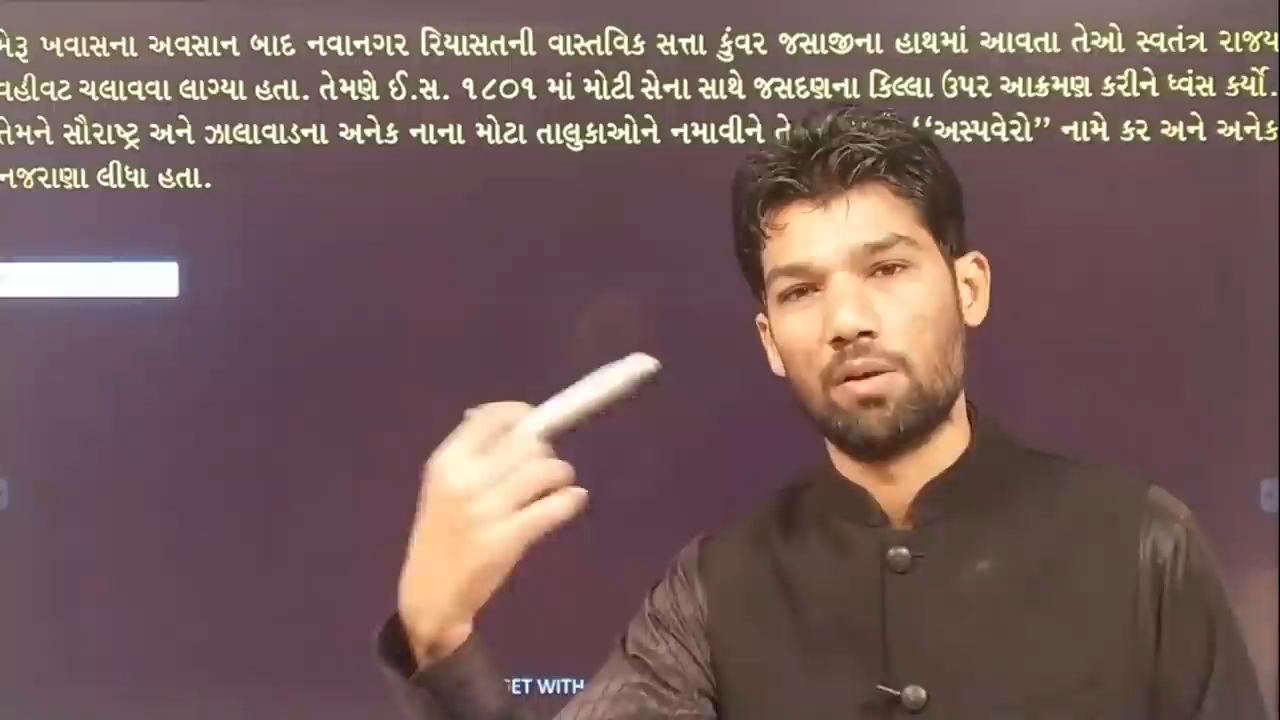 મેરૂ ખવાસના અવસાન બાદ નવાનગર રિયાસતની વાસ્તવિક સત્તા કુંવર જસાજીના હાથમાં આવતા તેઓ સ્વતંત્ર રાજય
વહીવટ ચલાવવા લાગ્યા હતા. તેમણે ઈ.સ. ૧૮૦૧ માં મોટી સેના સાથે જસદણના કિલ્લા ઉપર આક્રમણ કરીને ધ્વંસ કર્યો.
તેમને સૌરાષ્ટ્ર અને ઝાલાવાડના અનેક નાના મોટા તાલુકાઓને નમાવીને “અસ્પવેરો” નામે કર અને અનેક
નજરાણા લીધા હતા.
WITH